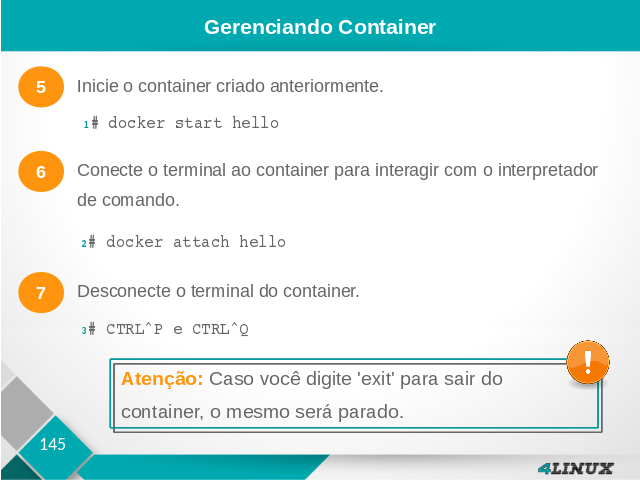 Gerenciando Container
5 Inicie o container criado anteriormente.
1# docker start hello
6 Conecte o terminal ao container para interagir com o interpretador
de comando.
2# docker attach hello
7 Desconecte o terminal do container.
3# CTRL^P e CTRL^Q
!
Atenção: Caso você digite 'exit' para sair do
container, o mesmo será parado.
145
4LINUX